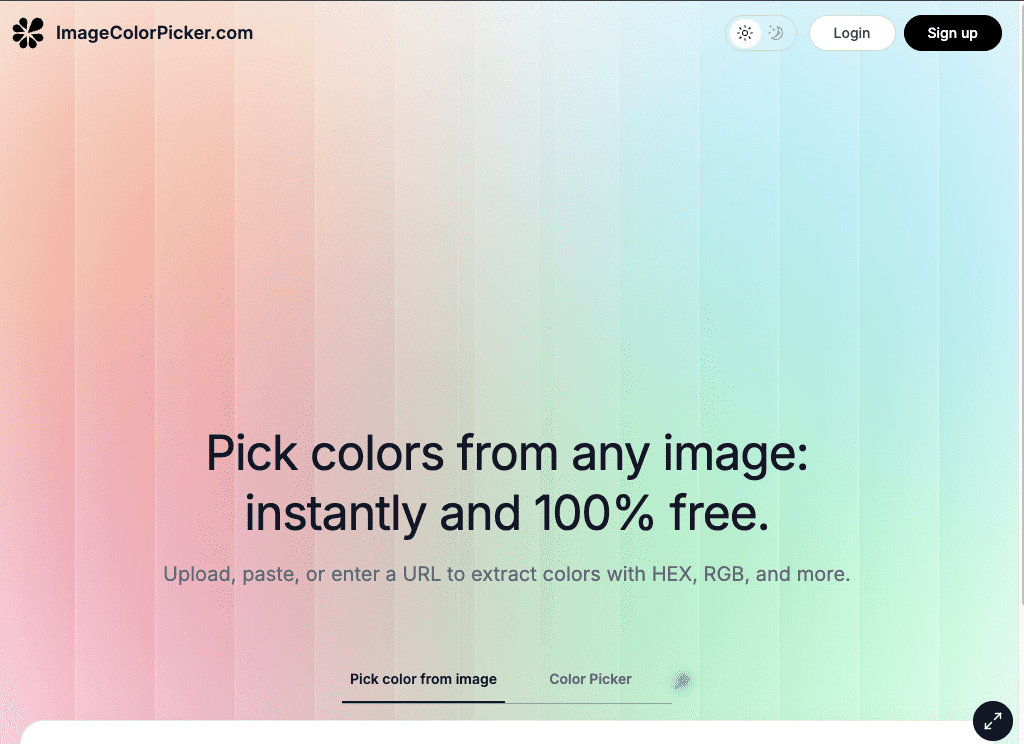 ImageColorPicker.com
Login
Sign up
Pick colors from any image:
instantly and 100% free.
Upload, paste, or enter a URL to extract colors with HEX, RGB, and more.
Pick color from image
Color Picker